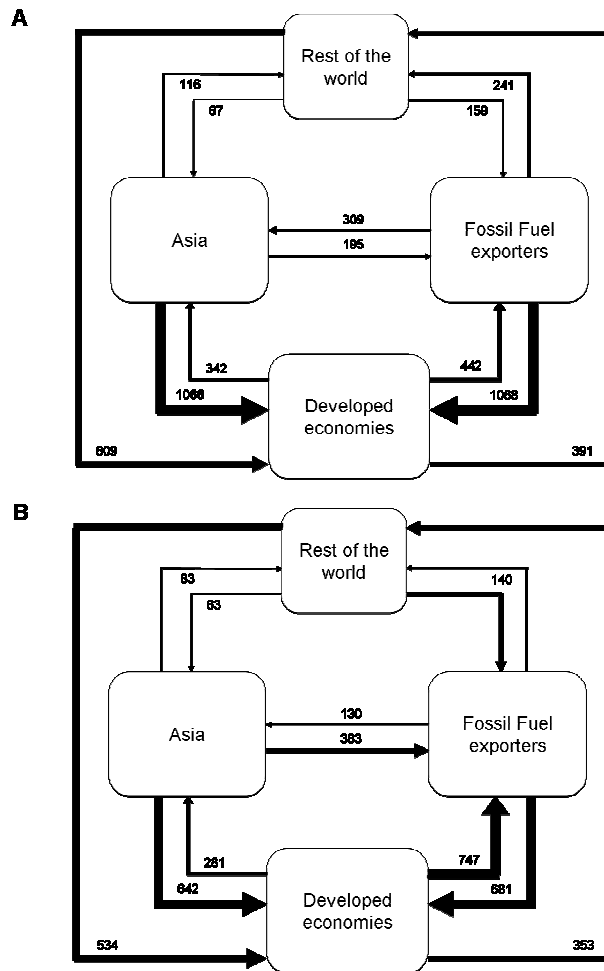 A
Rest of the
world
116
241
67
159
Asia
309
195
Fossil Fuel
exporters
342
442
1066
1068
Developed
economies
609
391
B
Rest of the
world
83
140
63
Asia
130
383
Fossil Fuel
exporters
281
747
642
681
Developed
economies
534
353